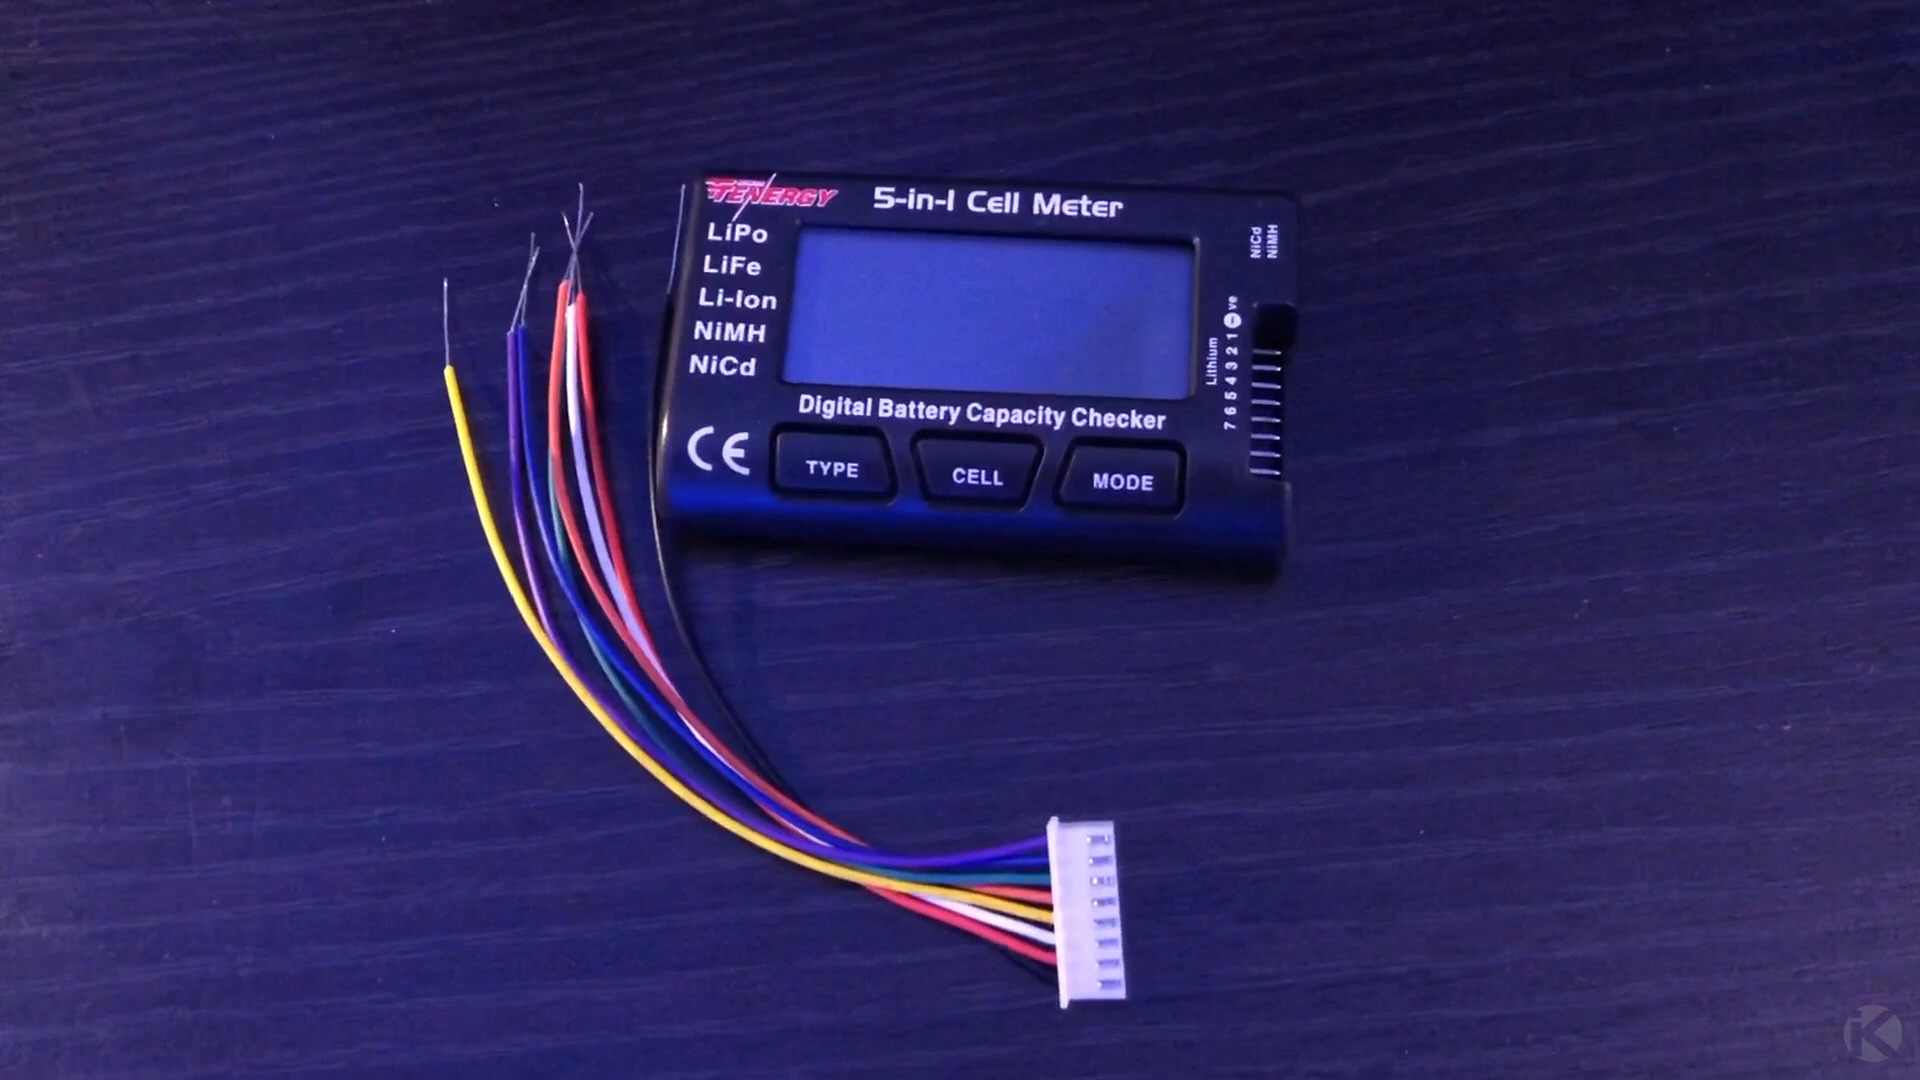 TENERGY
5-in-1 Cell Meter
LiPo
LiFe
Li-Ion
NiMH
NiCd
Digital Battery Capacity Checker
CE
TYPE
CELL
MODE
NiCd
NiMH
Lithium
7 6 5 4 3 2 1 ⊖ ve
iK